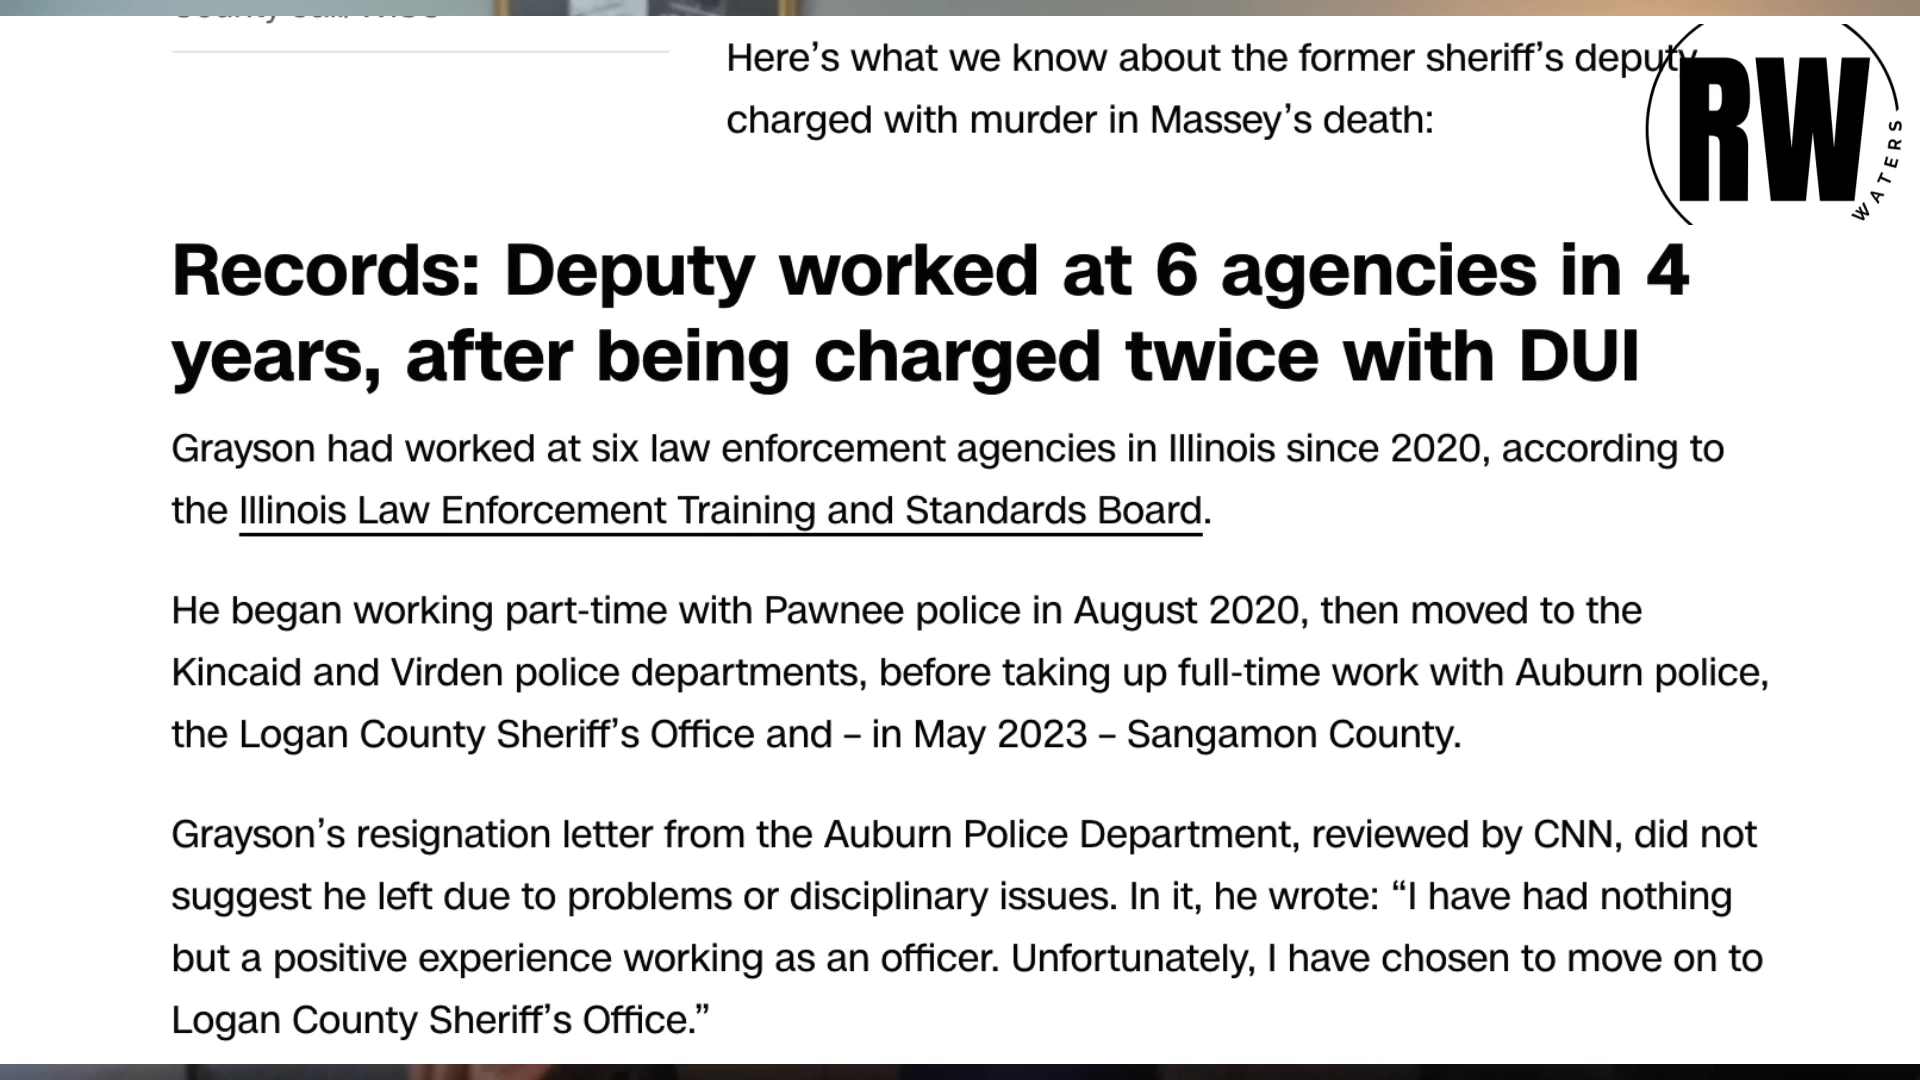 Here’s what we know about the former sheriff’s deputy
charged with murder in Massey’s death:
RW
WATERS
Records: Deputy worked at 6 agencies in 4
years, after being charged twice with DUI
Grayson had worked at six law enforcement agencies in Illinois since 2020, according to
the Illinois Law Enforcement Training and Standards Board.
He began working part-time with Pawnee police in August 2020, then moved to the
Kincaid and Virden police departments, before taking up full-time work with Auburn police,
the Logan County Sheriff’s Office and – in May 2023 – Sangamon County.
Grayson’s resignation letter from the Auburn Police Department, reviewed by CNN, did not
suggest he left due to problems or disciplinary issues. In it, he wrote: “I have had nothing
but a positive experience working as an officer. Unfortunately, I have chosen to move on to
Logan County Sheriff’s Office.”